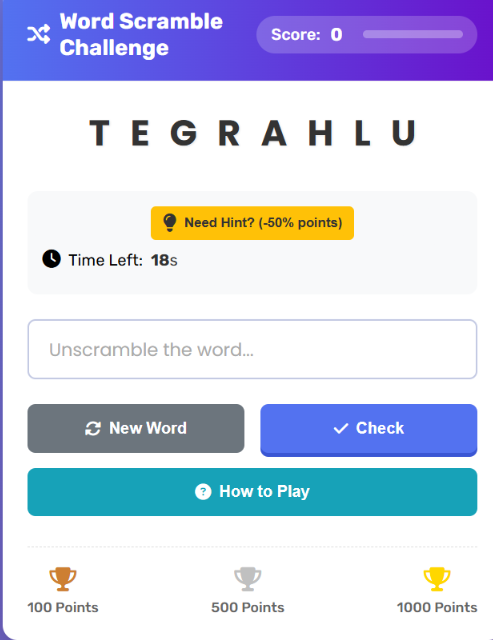 Word Scramble
Challenge
Score: 0
T E G R A H L U
Need Hint? (-50% points)
Time Left: 18s
Unscramble the word...
New Word
Check
? How to Play
100 Points
500 Points
1000 Points